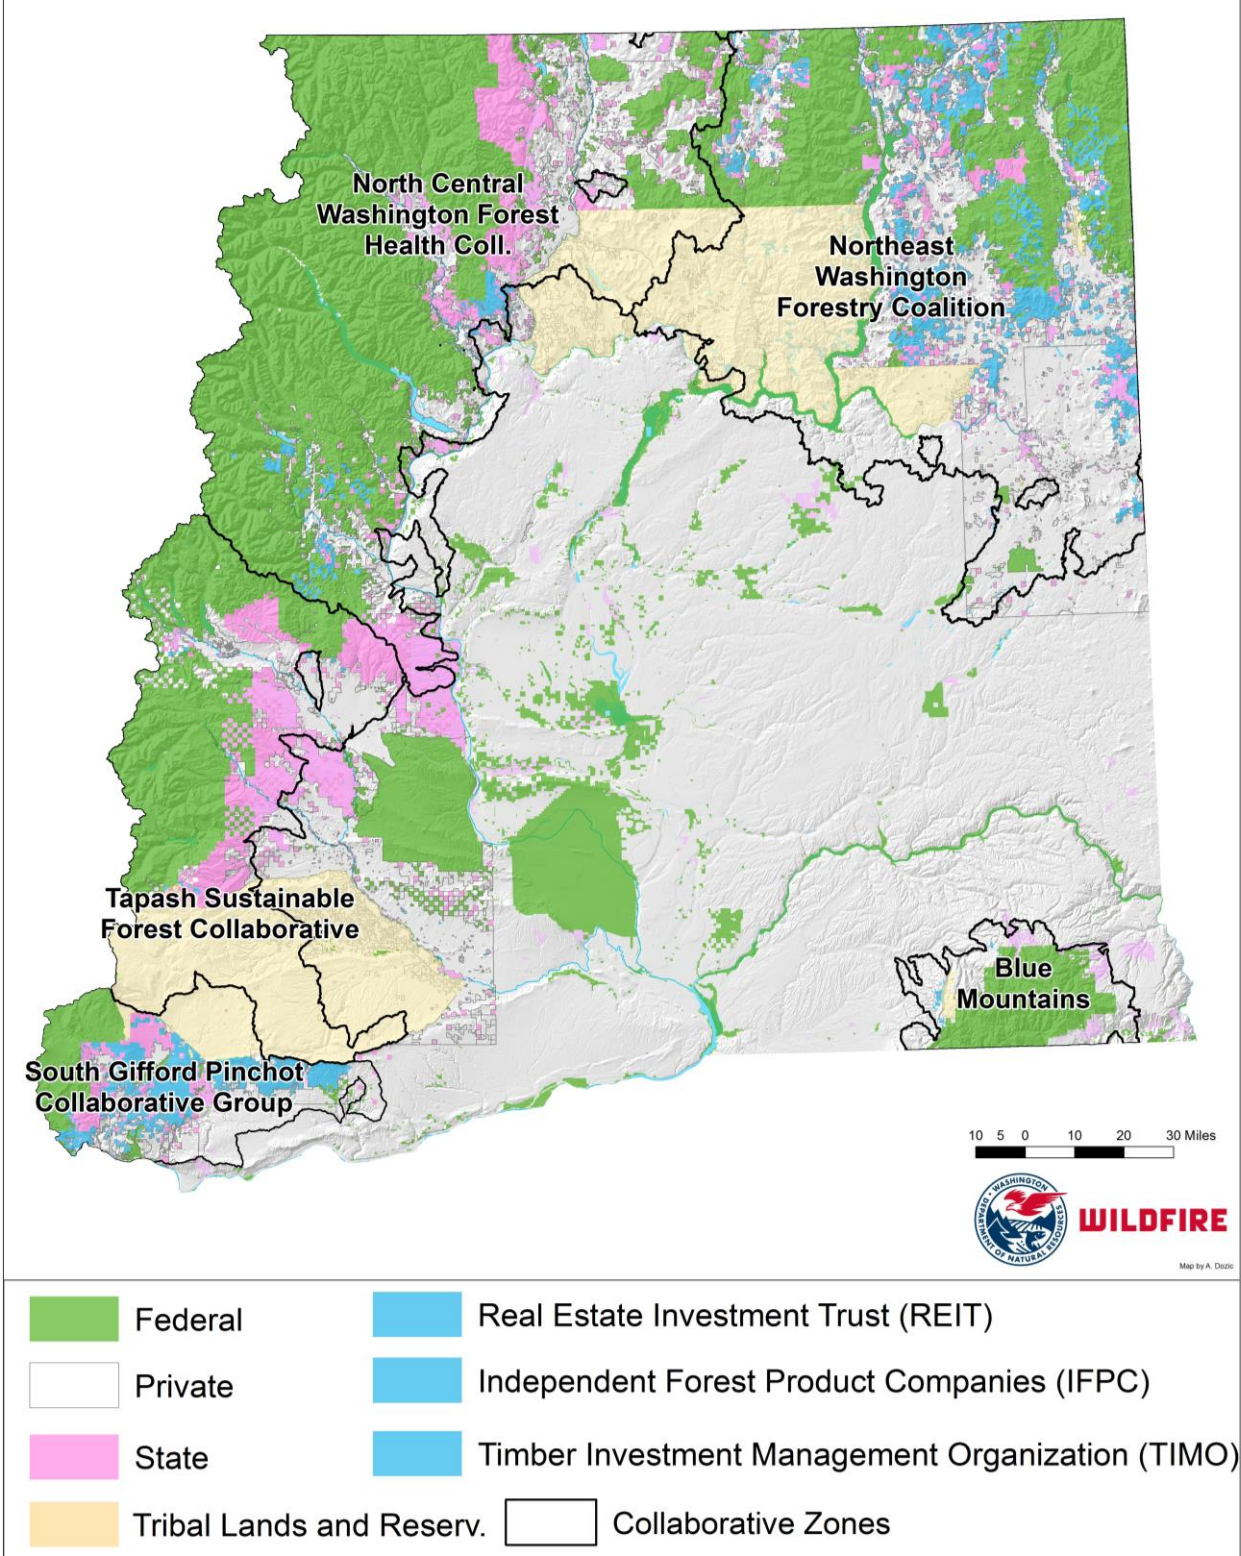 North Central
Washington Forest
Health Coll.
Northeast
Washington
Forestry Coalition
Tapash Sustainable
Forest Collaborative
Blue
Mountains
South Gifford Pinchot
Collaborative Group
10 5 0 10 20 30 Miles
WASHINGTON
DEPARTMENT OF NATURAL RESOURCES
WILDFIRE
Map by A. Dozic
Federal
Real Estate Investment Trust (REIT)
Private
Independent Forest Product Companies (IFPC)
State
Timber Investment Management Organization (TIMO)
Tribal Lands and Reserv.
Collaborative Zones